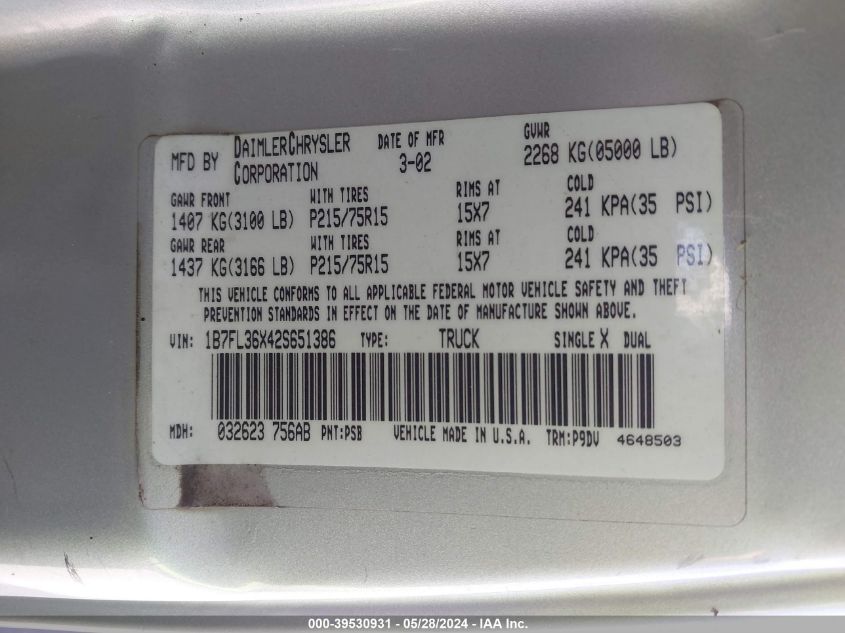 MFD BY DAIMLERCHRYSLER CORPORATION DATE OF MFR 3-02 GVWR 2268 KG(05000 LB)
GAWR FRONT WITH TIRES RIMS AT COLD
1407 KG(3100 LB) P215/75R15 15X7 241 KPA(35 PSI)
GAWR REAR WITH TIRES RIMS AT COLD
1437 KG(3166 LB) P215/75R15 15X7 241 KPA(35 PSI)
THIS VEHICLE CONFORMS TO ALL APPLICABLE FEDERAL MOTOR VEHICLE SAFETY AND THEFT
PREVENTION STANDARDS IN EFFECT ON THE DATE OF MANUFACTURE SHOWN ABOVE.
VIN: 1B7FL36X42S651386 TYPE: TRUCK SINGLE X DUAL
MDH: 032623 756AB PNT:PSB VEHICLE MADE IN U.S.A. TRM:P9DV 4648503
000-39530931 - 05/28/2024 - IAA Inc.